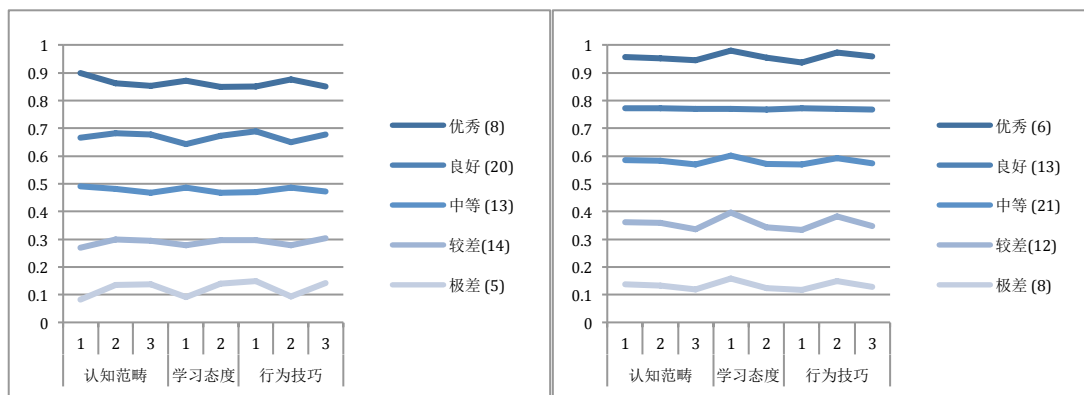 1
0.9
0.8
0.7
0.6
0.5
0.4
0.3
0.2
0.1
0
1 2 3 1 2 1 2 3
认知范畴 学习态度 行为技巧
优秀 (8)
良好 (20)
中等 (13)
较差 (14)
极差 (5)
1
0.9
0.8
0.7
0.6
0.5
0.4
0.3
0.2
0.1
0
1 2 3 1 2 1 2 3
认知范畴 学习态度 行为技巧
优秀 (6)
良好 (13)
中等 (21)
较差(12)
极差 (8)